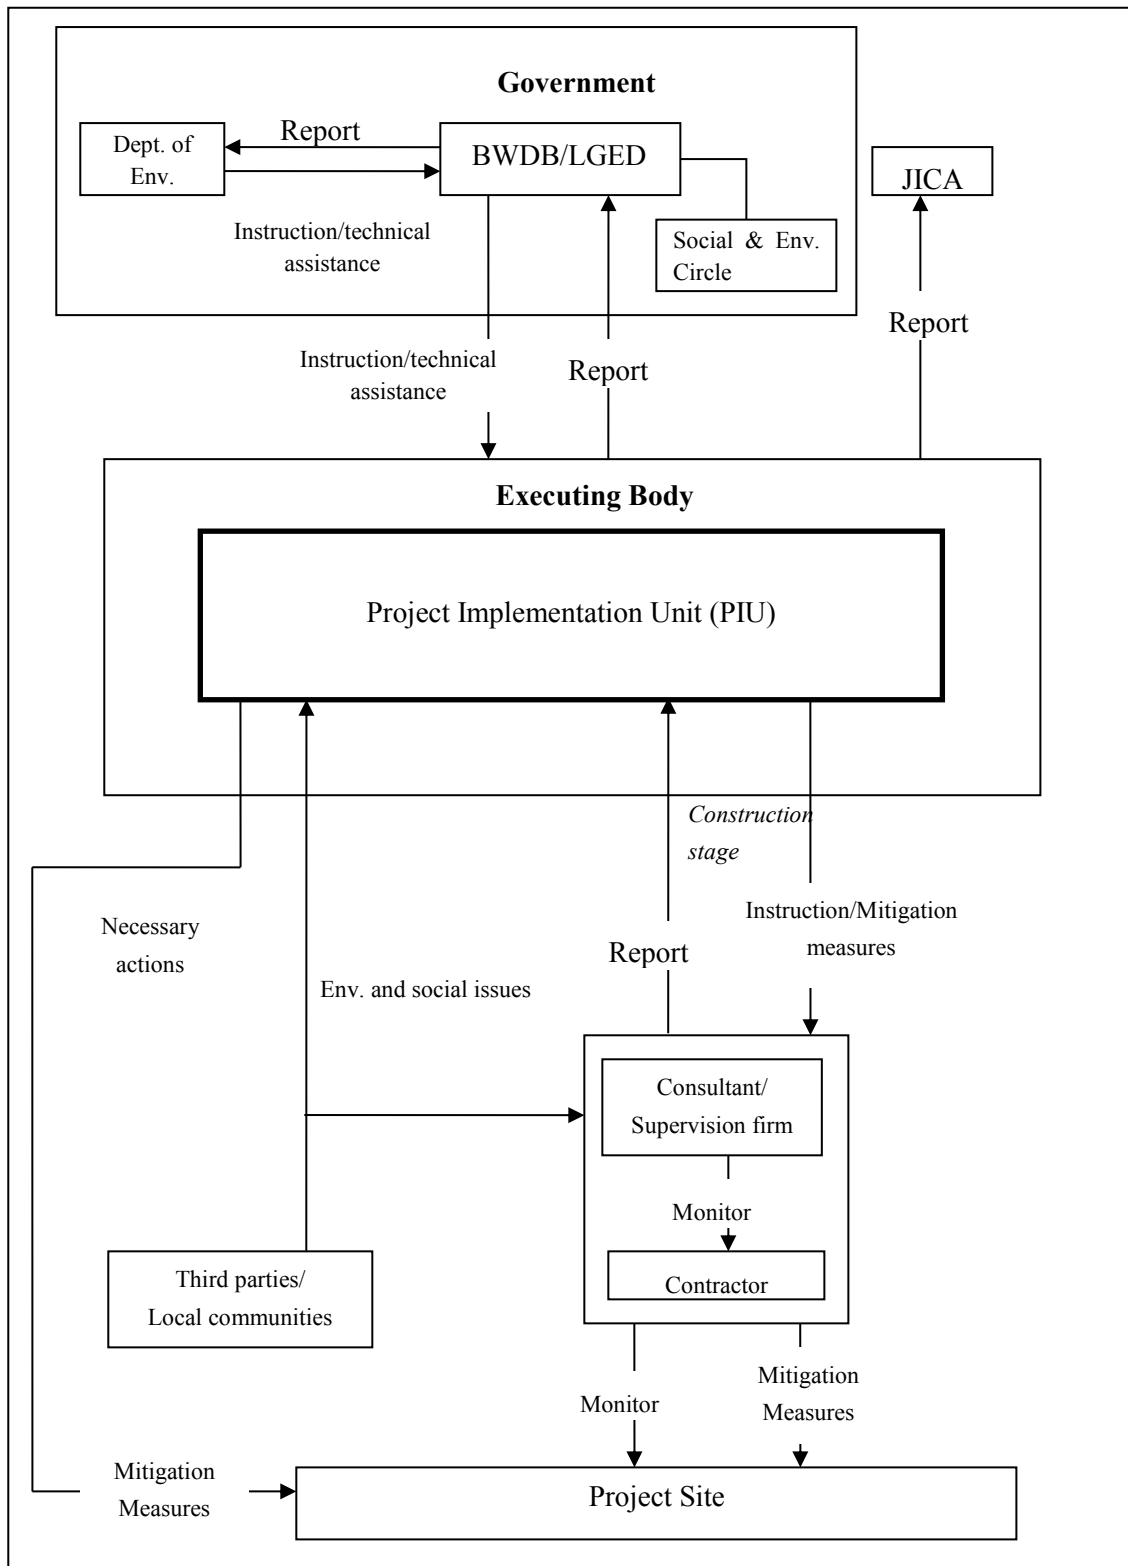 Government
Report
Dept. of
Env.
BWDB/LGED
JICA
Instruction/technical
assistance
Social & Env.
Circle
Report
Instruction/technical
assistance
Report
Executing Body
Project Implementation Unit (PIU)
Construction
stage
Necessary
actions
Instruction/Mitigation
measures
Report
Env. and social issues
Consultant/
Supervision firm
Monitor
Third parties/
Local communities
Contractor
Monitor
Mitigation
Measures
Mitigation
Measures
Project Site